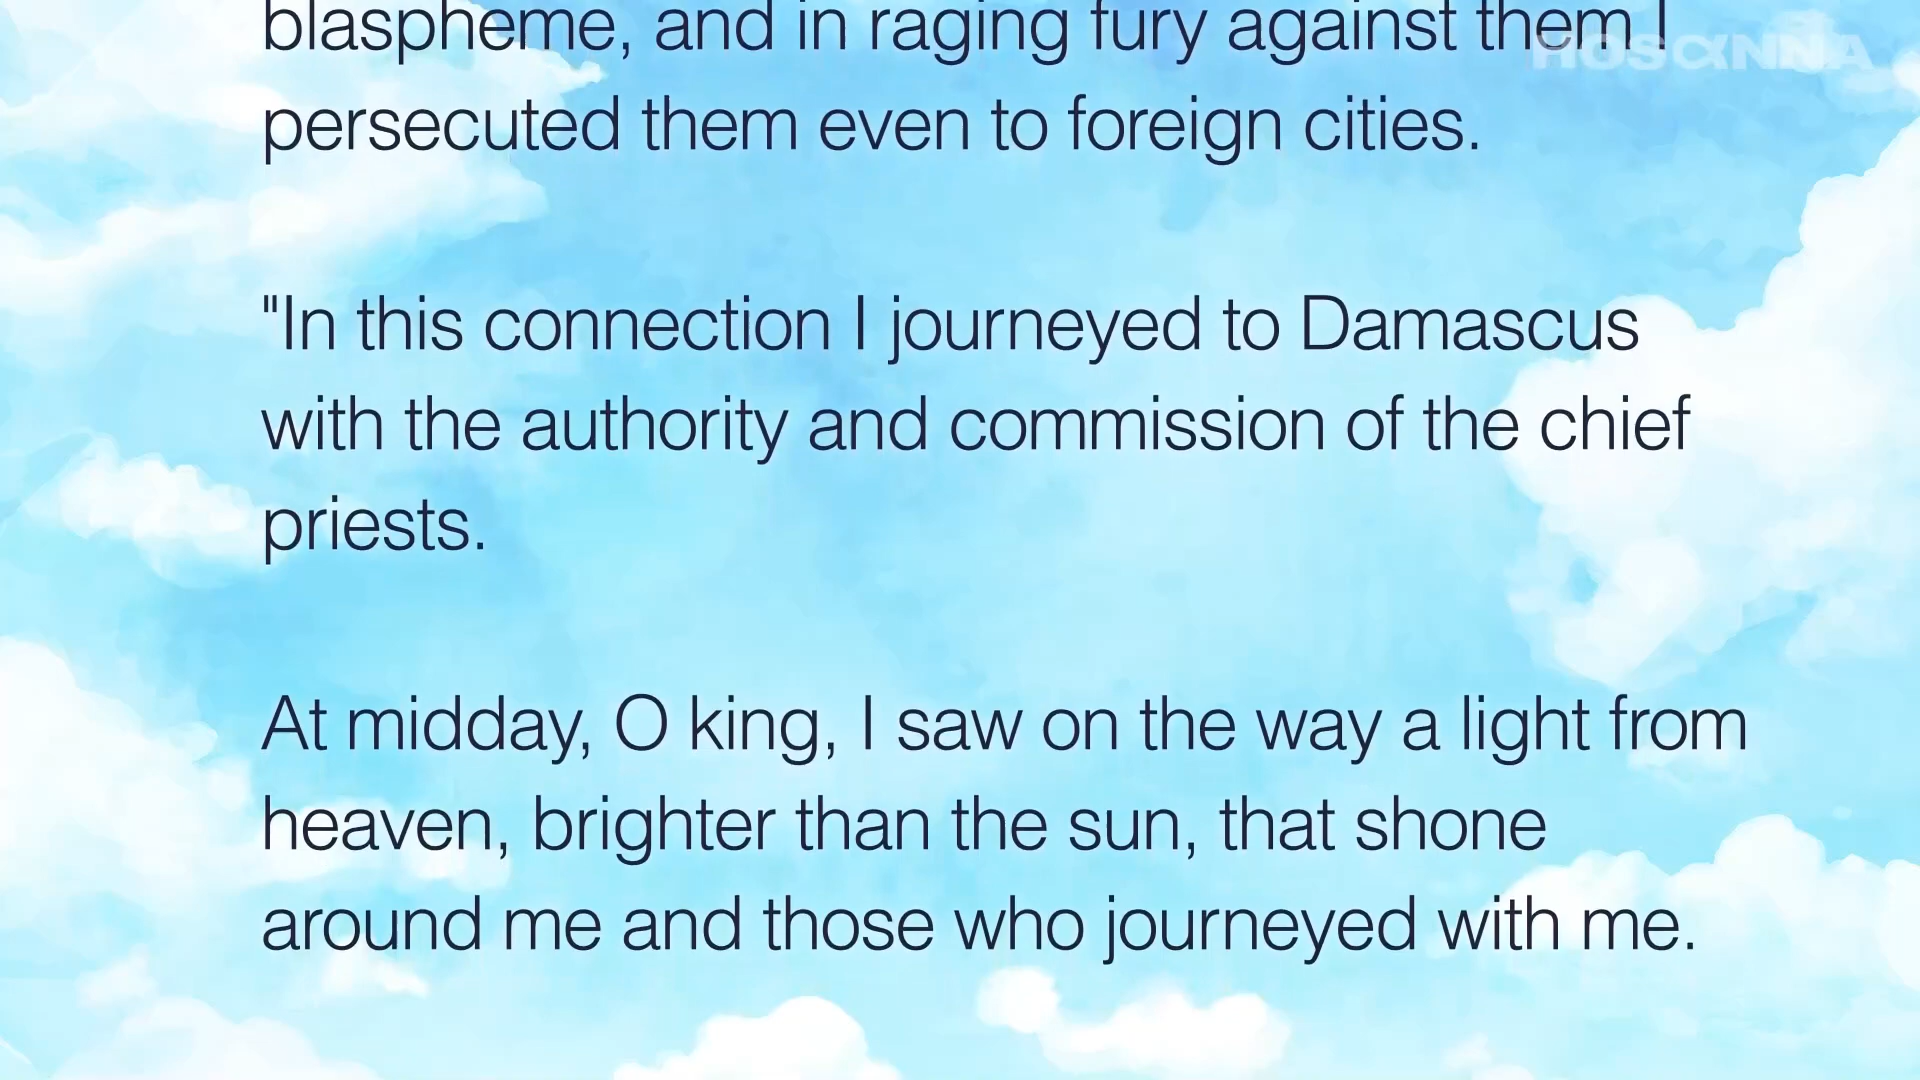 blaspheme, and in raging fury against them I
HOSANNA
persecuted them even to foreign cities.
"In this connection I journeyed to Damascus
with the authority and commission of the chief
priests.
At midday, O king, I saw on the way a light from
heaven, brighter than the sun, that shone
around me and those who journeyed with me.